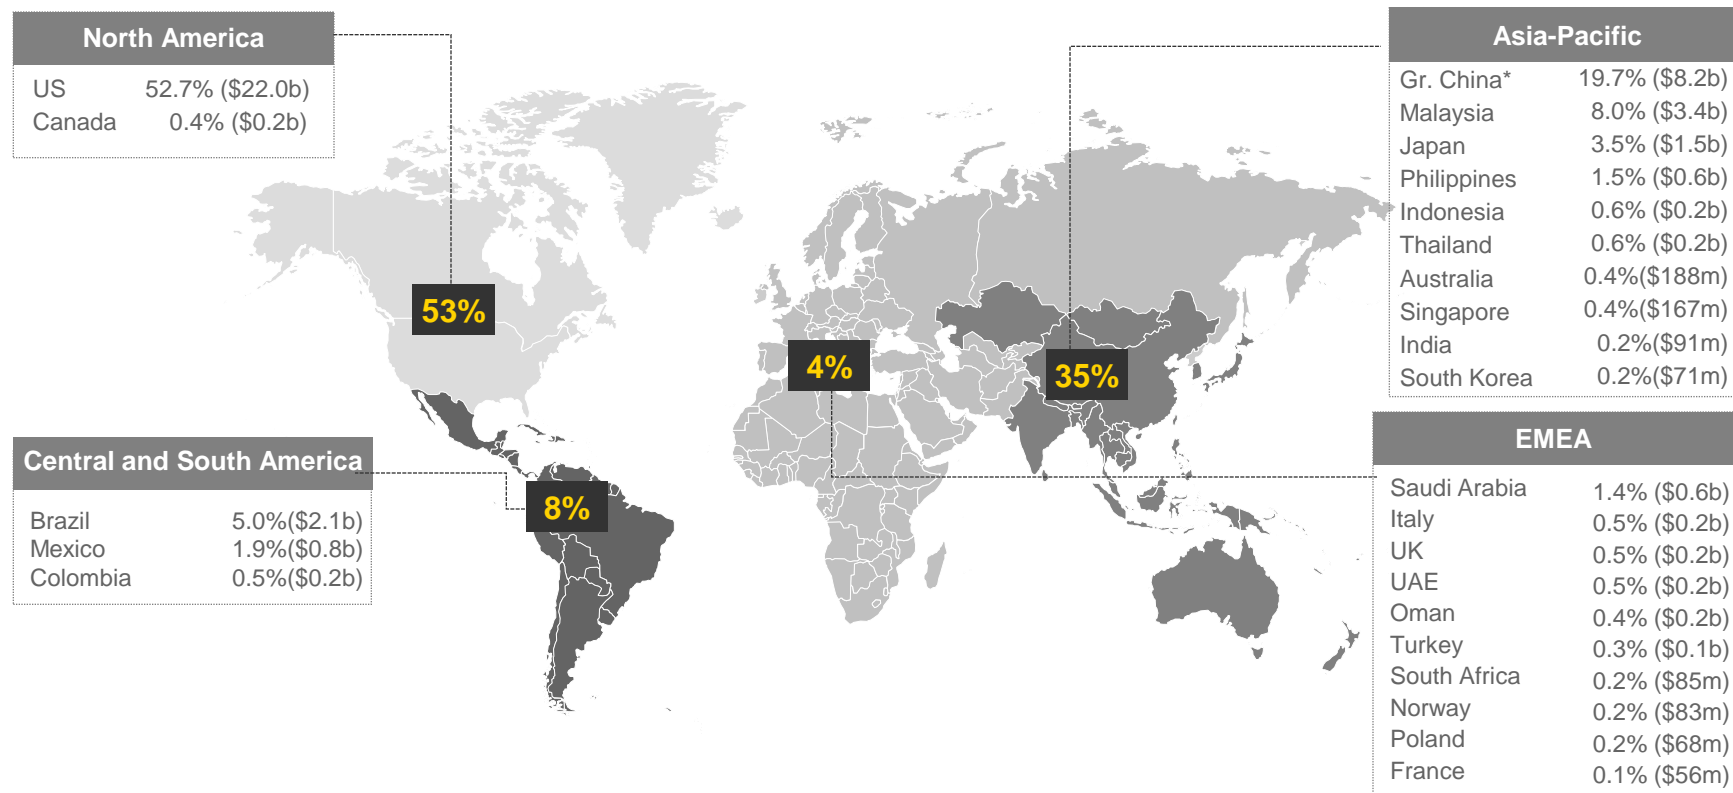 North America
US 52.7% ($22.0b)
Canada 0.4% ($0.2b)
53%
Central and South America
Brazil 5.0%($2.1b)
Mexico 1.9%($0.8b)
Colombia 0.5%($0.2b)
8%
4%
35%
Asia-Pacific
Gr. China* 19.7% ($8.2b)
Malaysia 8.0% ($3.4b)
Japan 3.5% ($1.5b)
Philippines 1.5% ($0.6b)
Indonesia 0.6% ($0.2b)
Thailand 0.6% ($0.2b)
Australia 0.4%($188m)
Singapore 0.4%($167m)
India 0.2%($91m)
South Korea 0.2%($71m)
EMEA
Saudi Arabia 1.4% ($0.6b)
Italy 0.5% ($0.2b)
UK 0.5% ($0.2b)
UAE 0.5% ($0.2b)
Oman 0.4% ($0.2b)
Turkey 0.3% ($0.1b)
South Africa 0.2% ($85m)
Norway 0.2% ($83m)
Poland 0.2% ($68m)
France 0.1% ($56m)